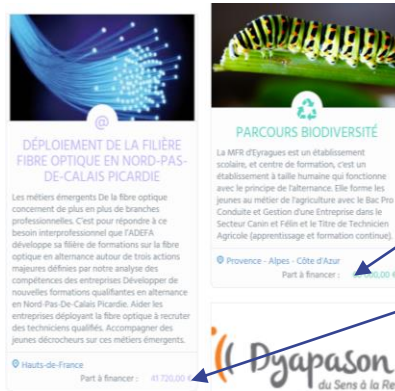 @
DÉPLOIEMENT DE LA FILIÈRE
FIBRE OPTIQUE EN NORD-PAS-
DE-CALAIS PICARDIE
Les métiers émergents De la fibre optique
concernent de plus en plus de branches
professionnelles. C'est pour répondre à ce
besoin interprofessionnel que l'ADEFA
développe sa filière de formations sur la fibre
optique en alternance autour de trois actions
majeures définies par notre analyse des
compétences des entreprises Développer de
nouvelles formations qualifiantes en alternance
en Nord-Pas-De-Calais Picardie. Aider les
entreprises déployant la fibre optique à recruter
des techniciens qualifiés. Accompagner des
jeunes décrocheurs sur ces métiers émergents.
Hauts-de-France
Part à financer : 41720,00 €
PARCOURS BIODIVERSITÉ
La MFR d'Eyragues est un établissement
scolaire, et centre de formation, c'est un
établissement à taille humaine qui fonctionne
avec le principe de l'alternance. Elle forme les
jeunes au métier de l'agriculture avec le Bac Pro
Conduite et Gestion d'une Entreprise dans le
Secteur Canin et Félin et le Titre de Technicien
Agricole (apprentissage et formation continue).
Provence - Alpes - Côte d'Azur
Part à financer : 000,00 €
Dyapason
du Sens à la Re